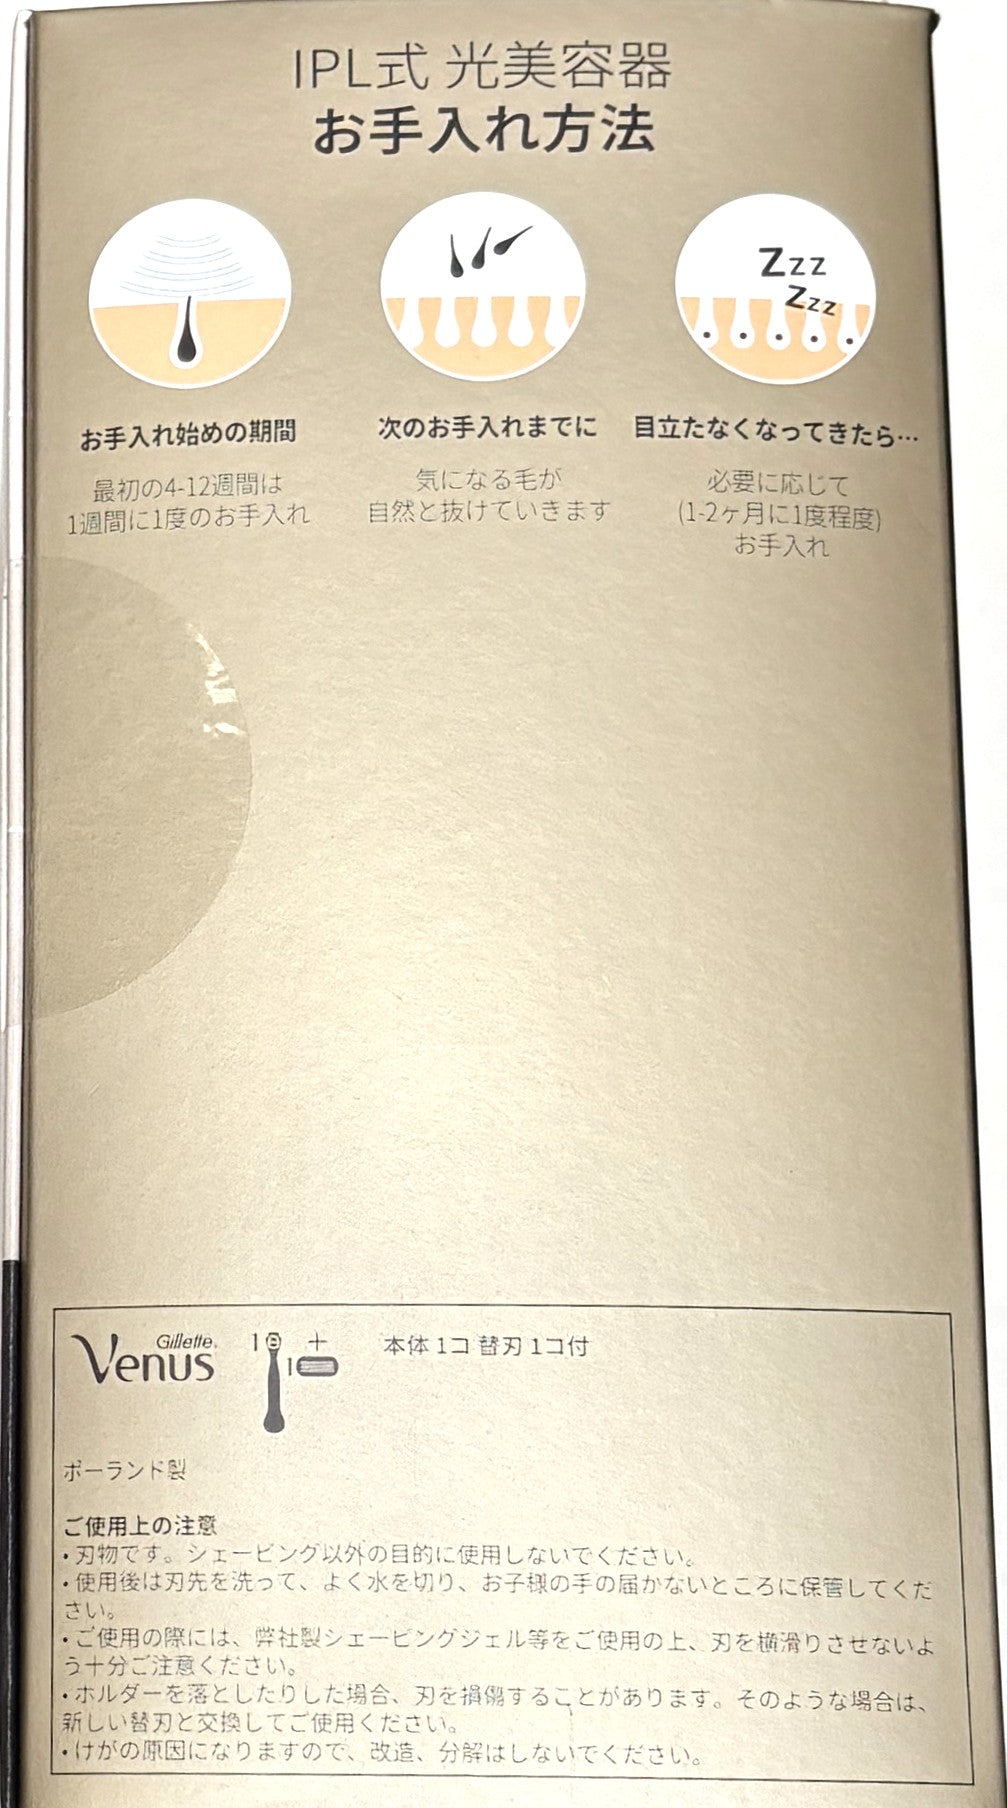 IPL式 光美容器
お手入れ方法
Zzz
Zzz
お手入れ始めの期間
最初の4-12週間は
1週間に1度のお手入れ
次のお手入れまでに
気になる毛が
自然と抜けていきます
目立たなくなってきたら…
必要に応じて
(1-2ヶ月に1度程度)
お手入れ
Gillette
Venus
1 + 1
本体 1コ 替刃 1コ付
ポーランド製
ご使用上の注意
・刃物です。シェービング以外の目的に使用しないでください。
・使用後は刃先を洗って、よく水を切り、お子様の手の届かないところに保管してくだ
さい。
・ご使用の際には、弊社製シェービングジェル等をご使用の上、刃を横滑りさせないよ
う十分ご注意ください。
・ホルダーを落としたりした場合、刃を損傷することがあります。そのような場合は、
新しい替刃と交換してご使用ください。
・けがの原因になりますので、改造、分解はしないでください。